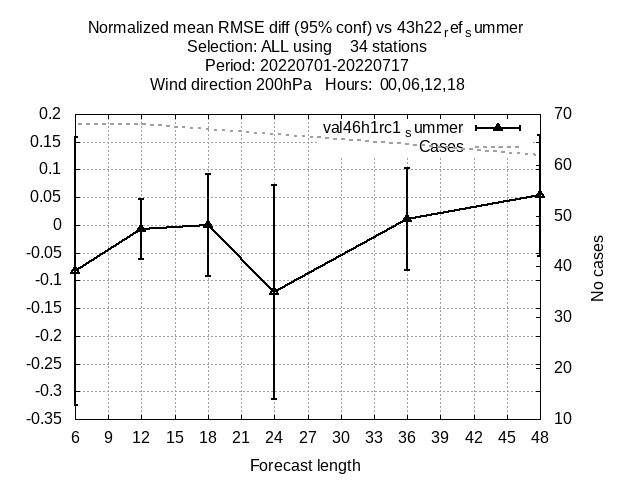 Normalized mean RMSE diff (95% conf) vs 43h22refsummer
Selection: ALL using 34 stations
Period: 20220701-20220717
Wind direction 200hPa Hours: 00,06,12,18
val46h1rc1summer
Cases
0.2
0.15
0.1
0.05
0
-0.05
-0.1
-0.15
-0.2
-0.25
-0.3
-0.35
70
60
50
40
30
20
10
No cases
6 9 12 15 18 21 24 27 30 33 36 39 42 45 48
Forecast length